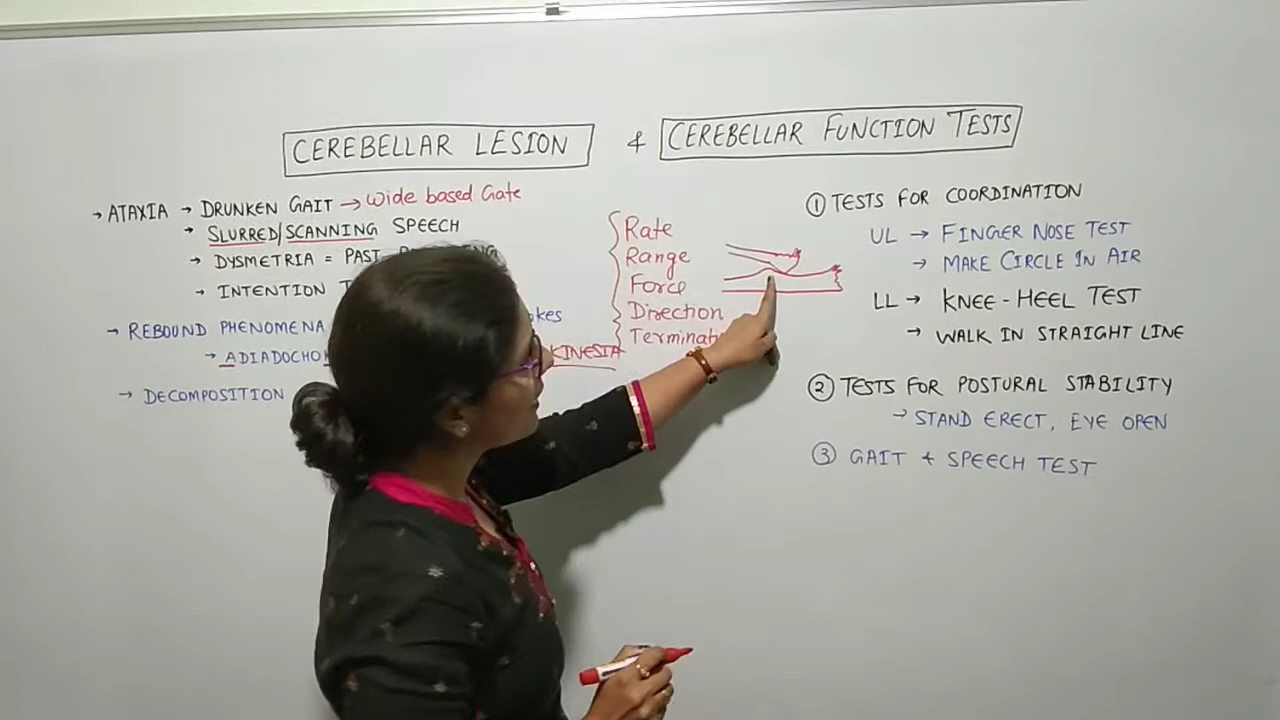 CEREBELLAR LESION & CEREBELLAR FUNCTION TESTS
→ ATAXIA → DRUNKEN GAIT → Wide based Gate
→ SLURRED/SCANNING SPEECH
→ DYSMETRIA = PAST
→ INTENTION
→ REBOUND PHENOMENA
→ DECOMPOSITION
Rate
Range
Force
Direction
① TESTS FOR COORDINATION
UL → FINGER NOSE TEST
→ MAKE CIRCLE IN AIR
LL → KNEE-HEEL TEST
→ WALK IN STRAIGHT LINE
② TESTS FOR POSTURAL STABILITY
→ STAND ERECT, EYE OPEN
③ GAIT + SPEECH TEST